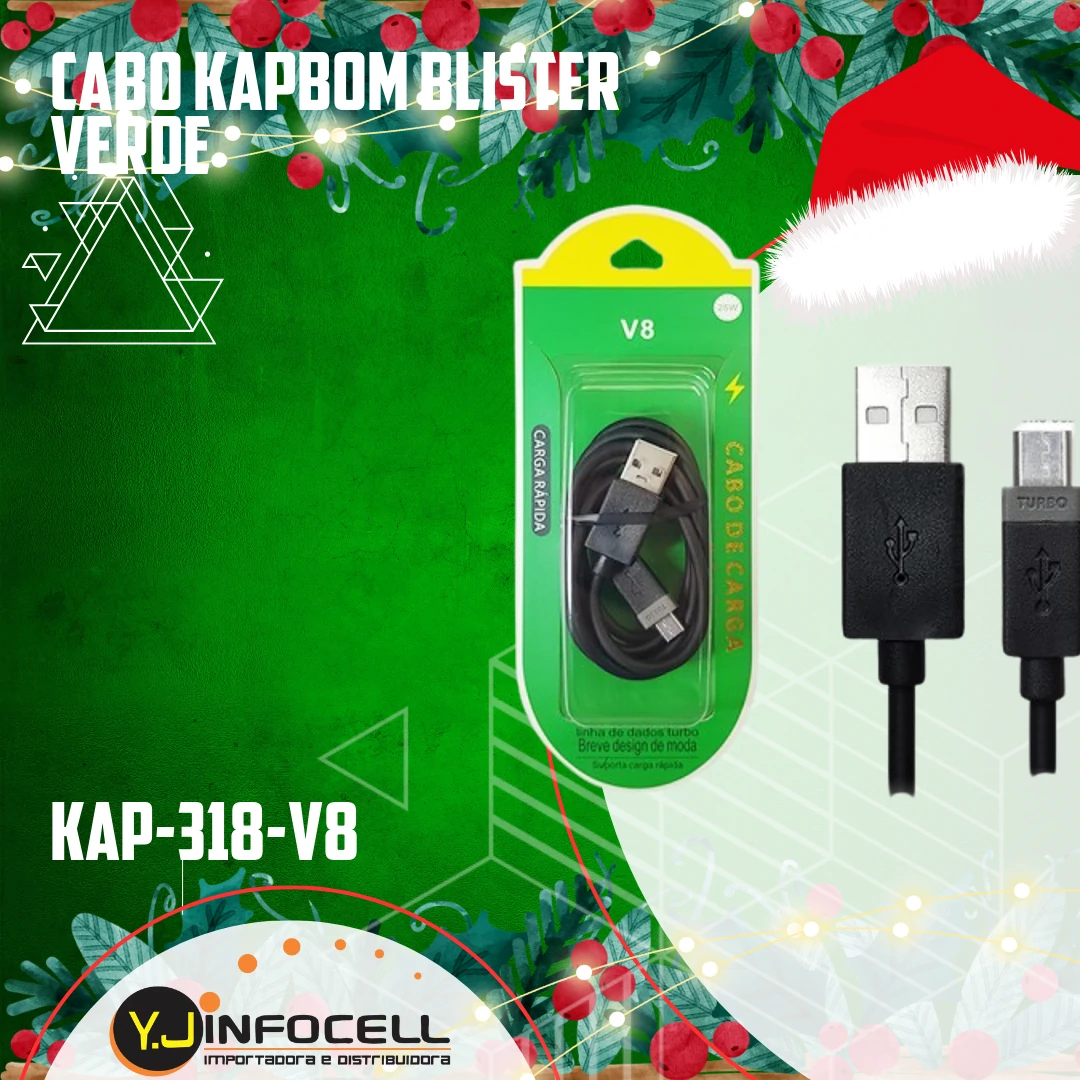 CABO KAPBOM BLISTER
VERDE
25W
V8
CARGA RÁPIDA
CABO DE CARGA
TURBO
TURBO
linha de dados turbo
Breve design de moda
Suporta carga rápida
KAP-318-V8
Y.J INFOCELL
IMPORTADORA E DISTRIBUIDORA